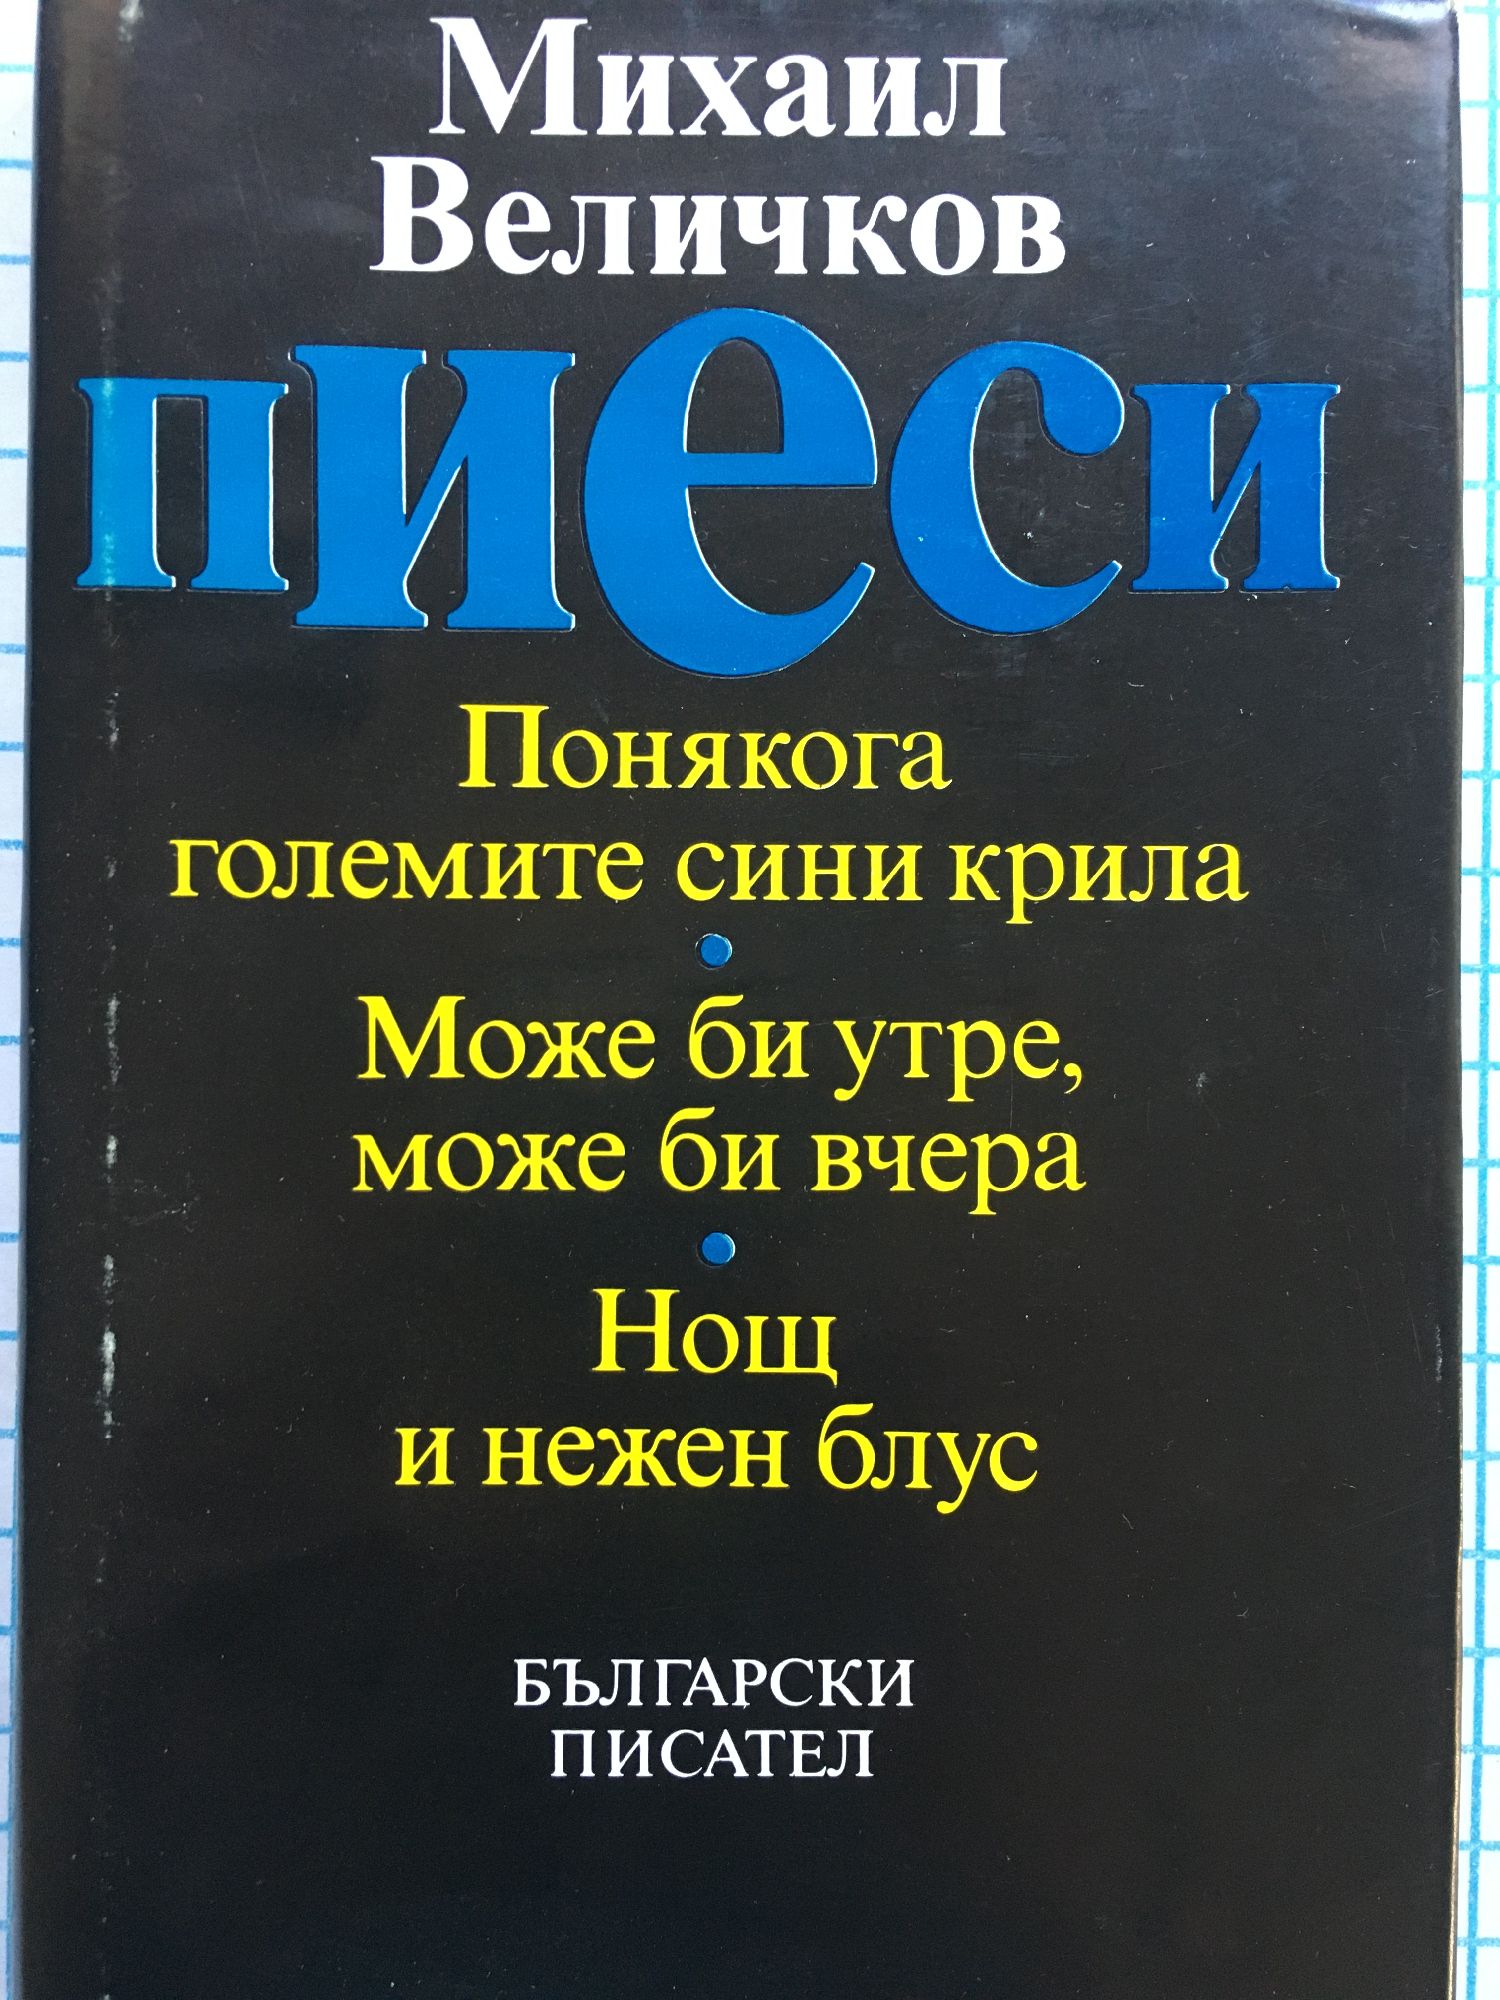 Михаил
Величков
пиеси
Понякога
големите сини крила
•
Може би утре,
може би вчера
•
Нощ
и нежен блус
БЪЛГАРСКИ
ПИСАТЕЛ